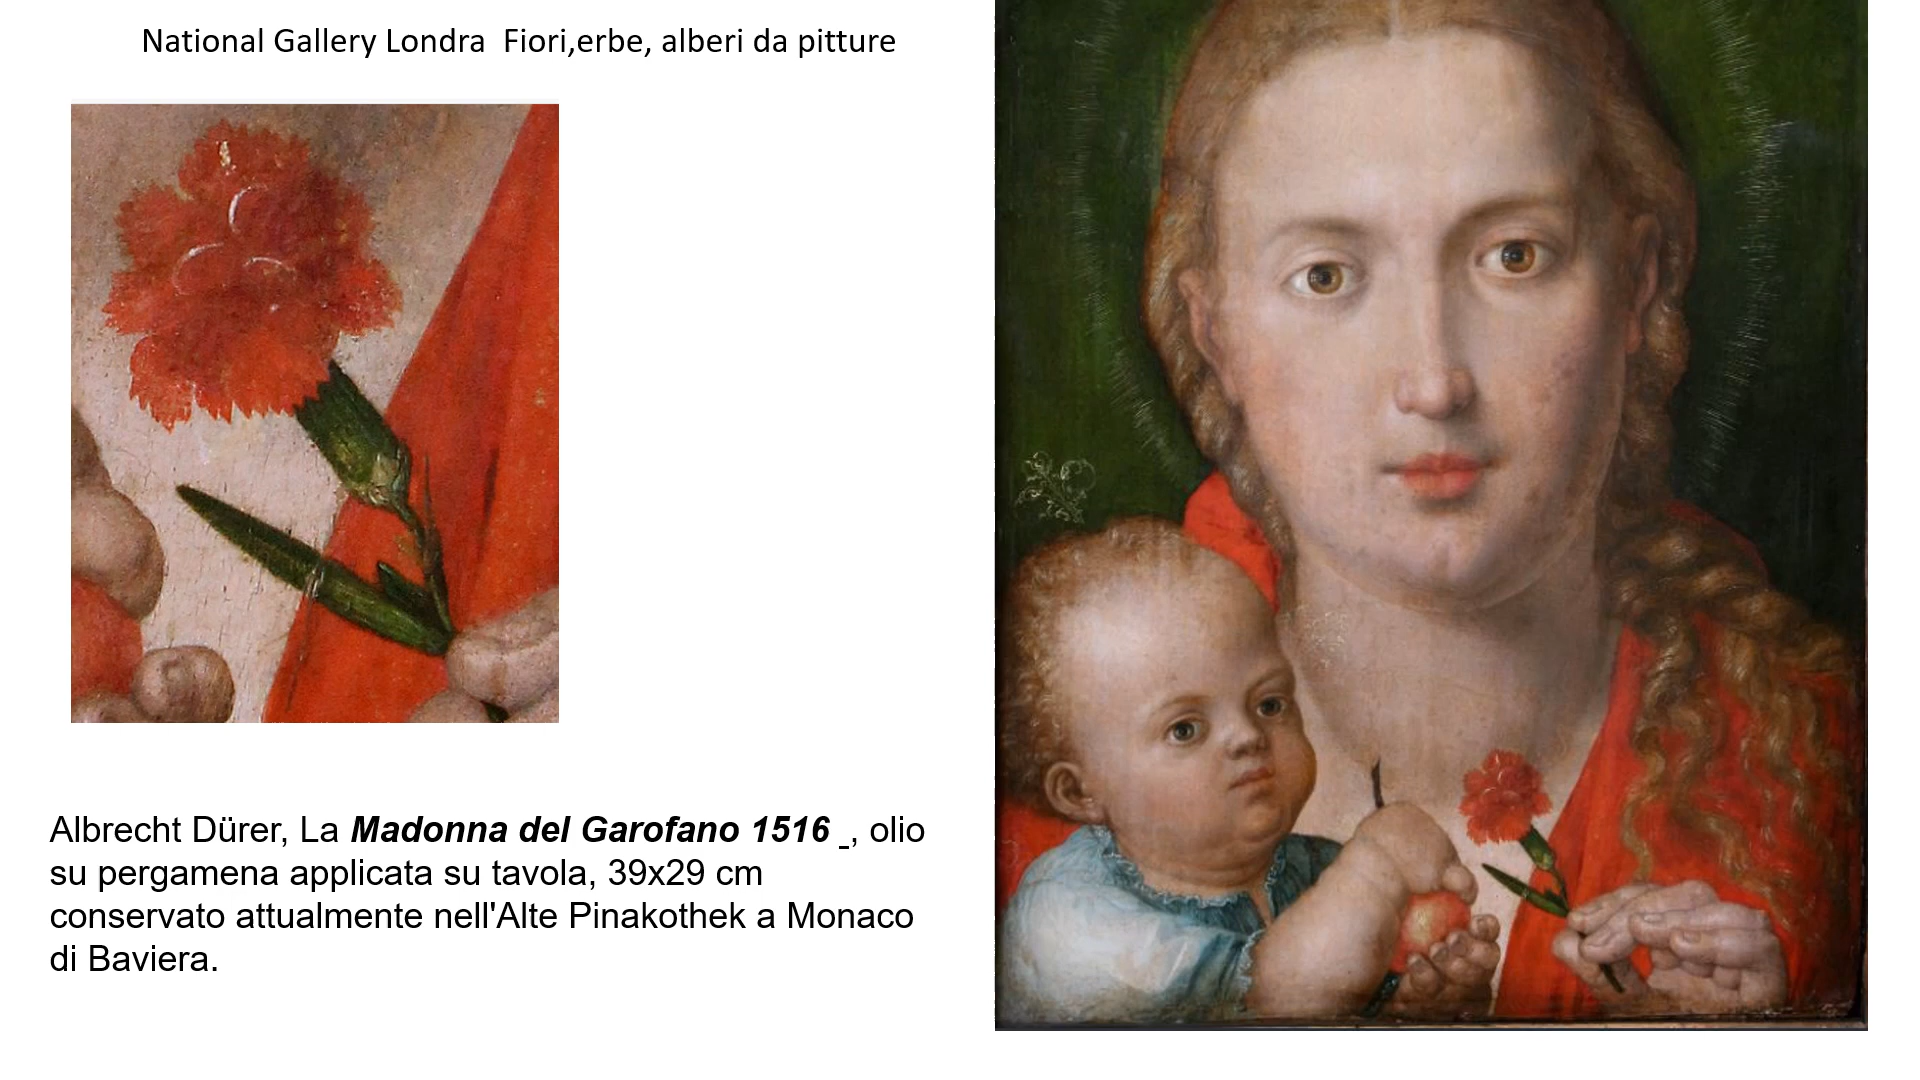 National Gallery Londra  Fiori,erbe, alberi da pitture
Albrecht Dürer, La Madonna del Garofano 1516 _, olio
su pergamena applicata su tavola, 39x29 cm
conservato attualmente nell'Alte Pinakothek a Monaco
di Baviera.